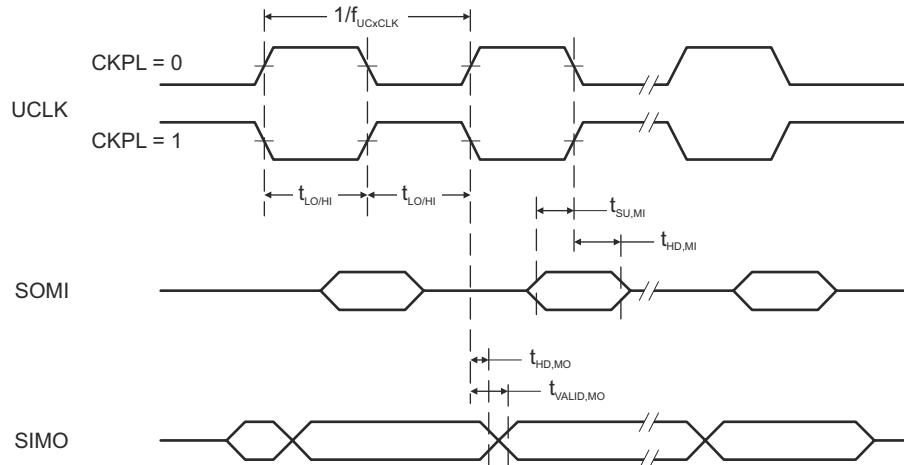 1/fUCxCLK
CKPL = 0
UCLK
CKPL = 1
tLO/HI tLO/HI
tSU,MI
tHD,MI
SOMI
tHD,MO
tVALID,MO
SIMO